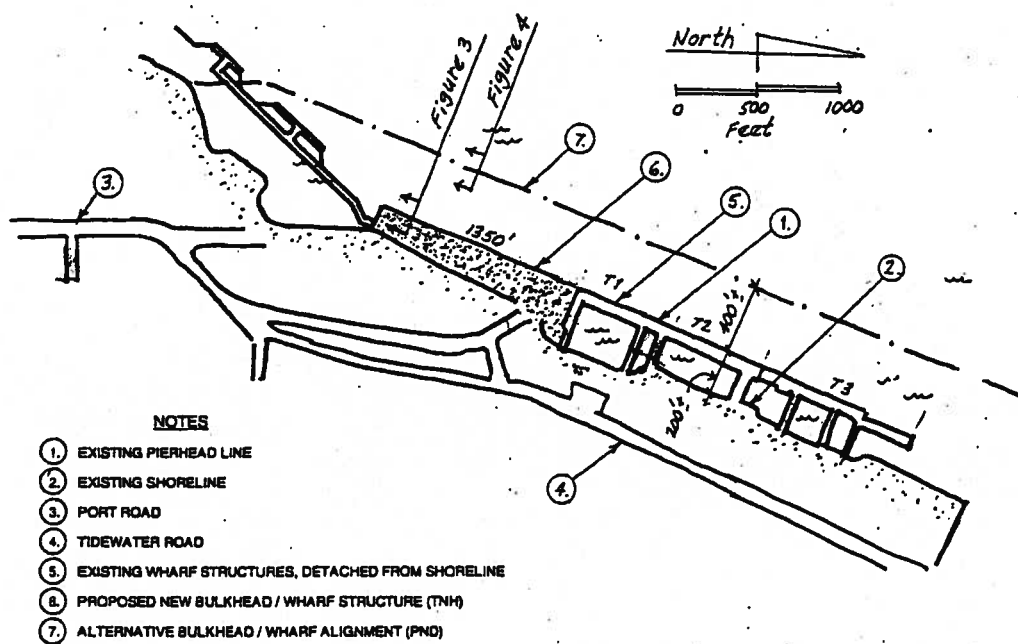 North
0 500 1000
Feet
Figure 3
Figure 4
7.
3.
6.
5.
1.
2.
1350'
T1
T2
T3
400'±
200'±
4.
NOTES
1. EXISTING PIERHEAD LINE
2. EXISTING SHORELINE
3. PORT ROAD
4. TIDEWATER ROAD
5. EXISTING WHARF STRUCTURES, DETACHED FROM SHORELINE
6. PROPOSED NEW BULKHEAD / WHARF STRUCTURE (TNH)
7. ALTERNATIVE BULKHEAD / WHARF ALIGNMENT (PND)